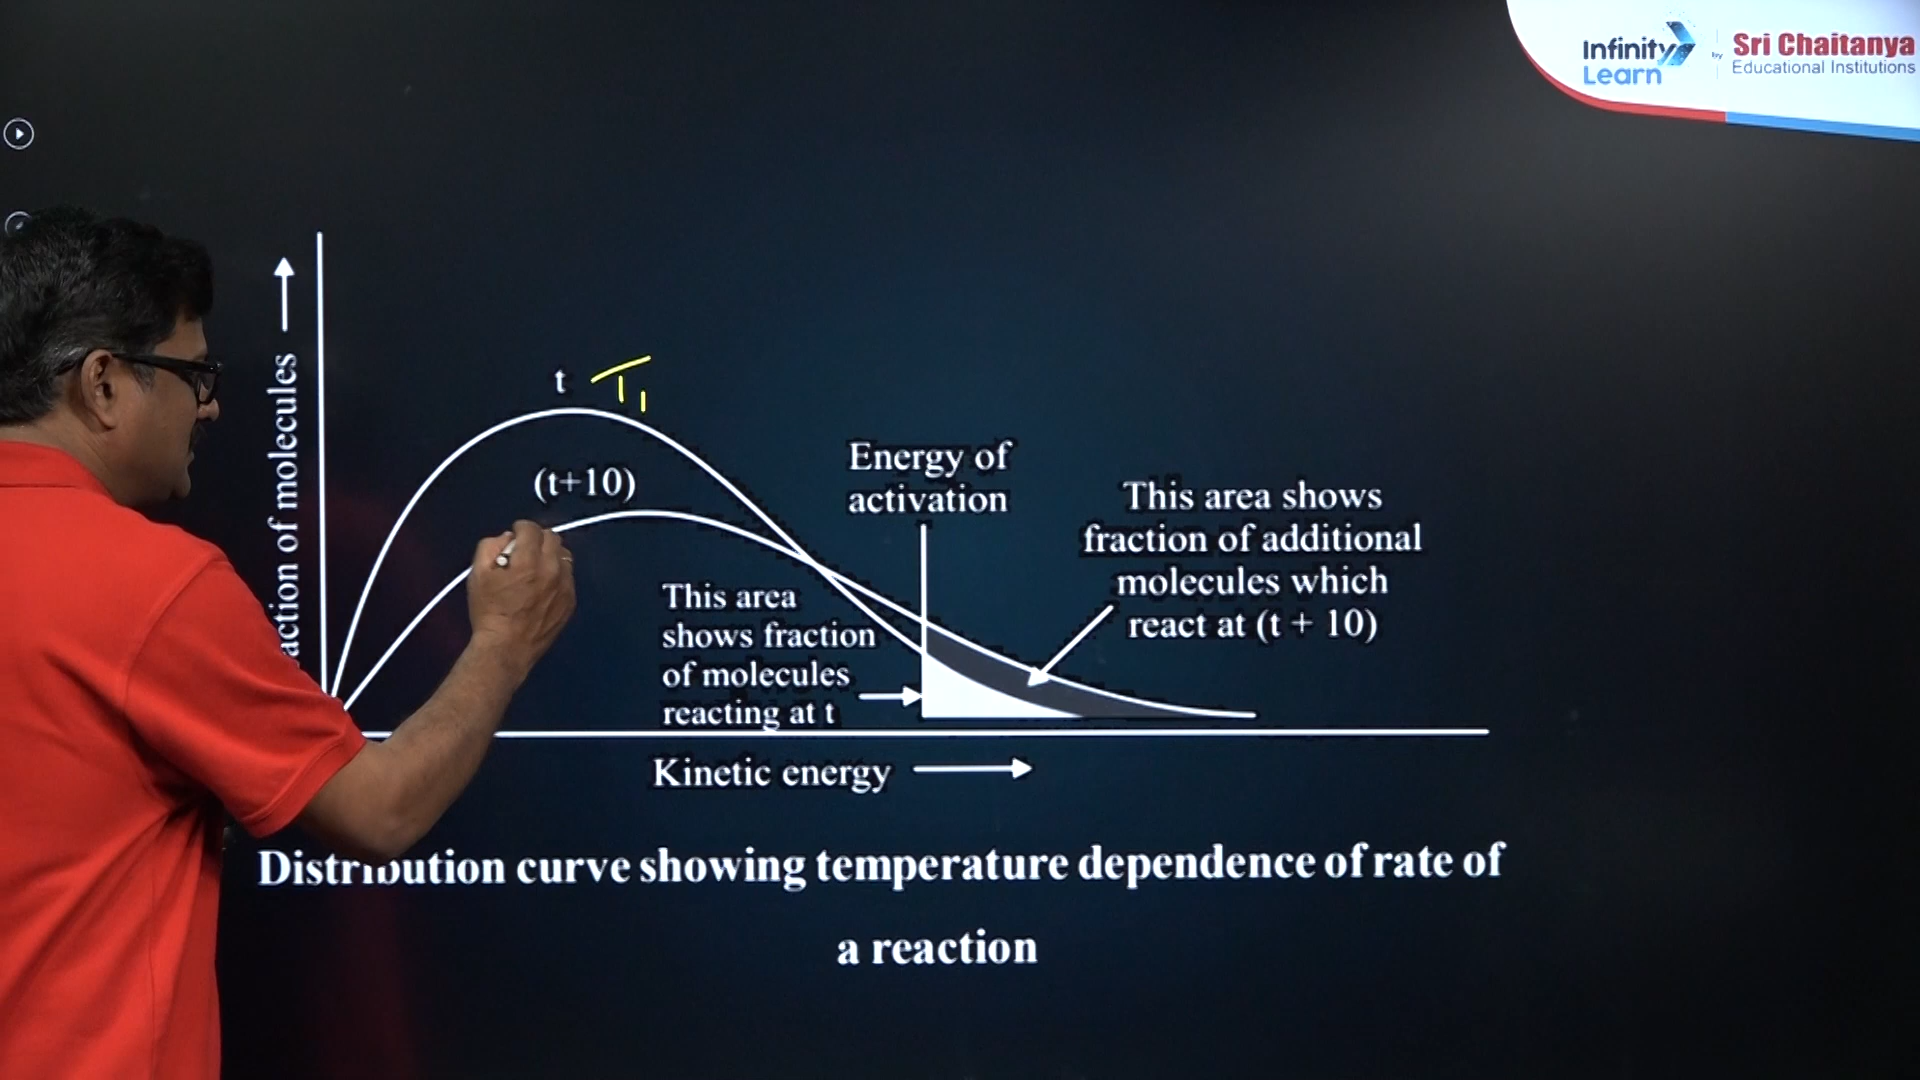 Infinity
Learn
by
Sri Chaitanya
Educational Institutions
t T1
(t+10)
Energy of
activation
This area shows
fraction of additional
molecules which
react at (t + 10)
This area
shows fraction
of molecules
reacting at t
action of molecules
Kinetic energy
Distribution curve showing temperature dependence of rate of
a reaction